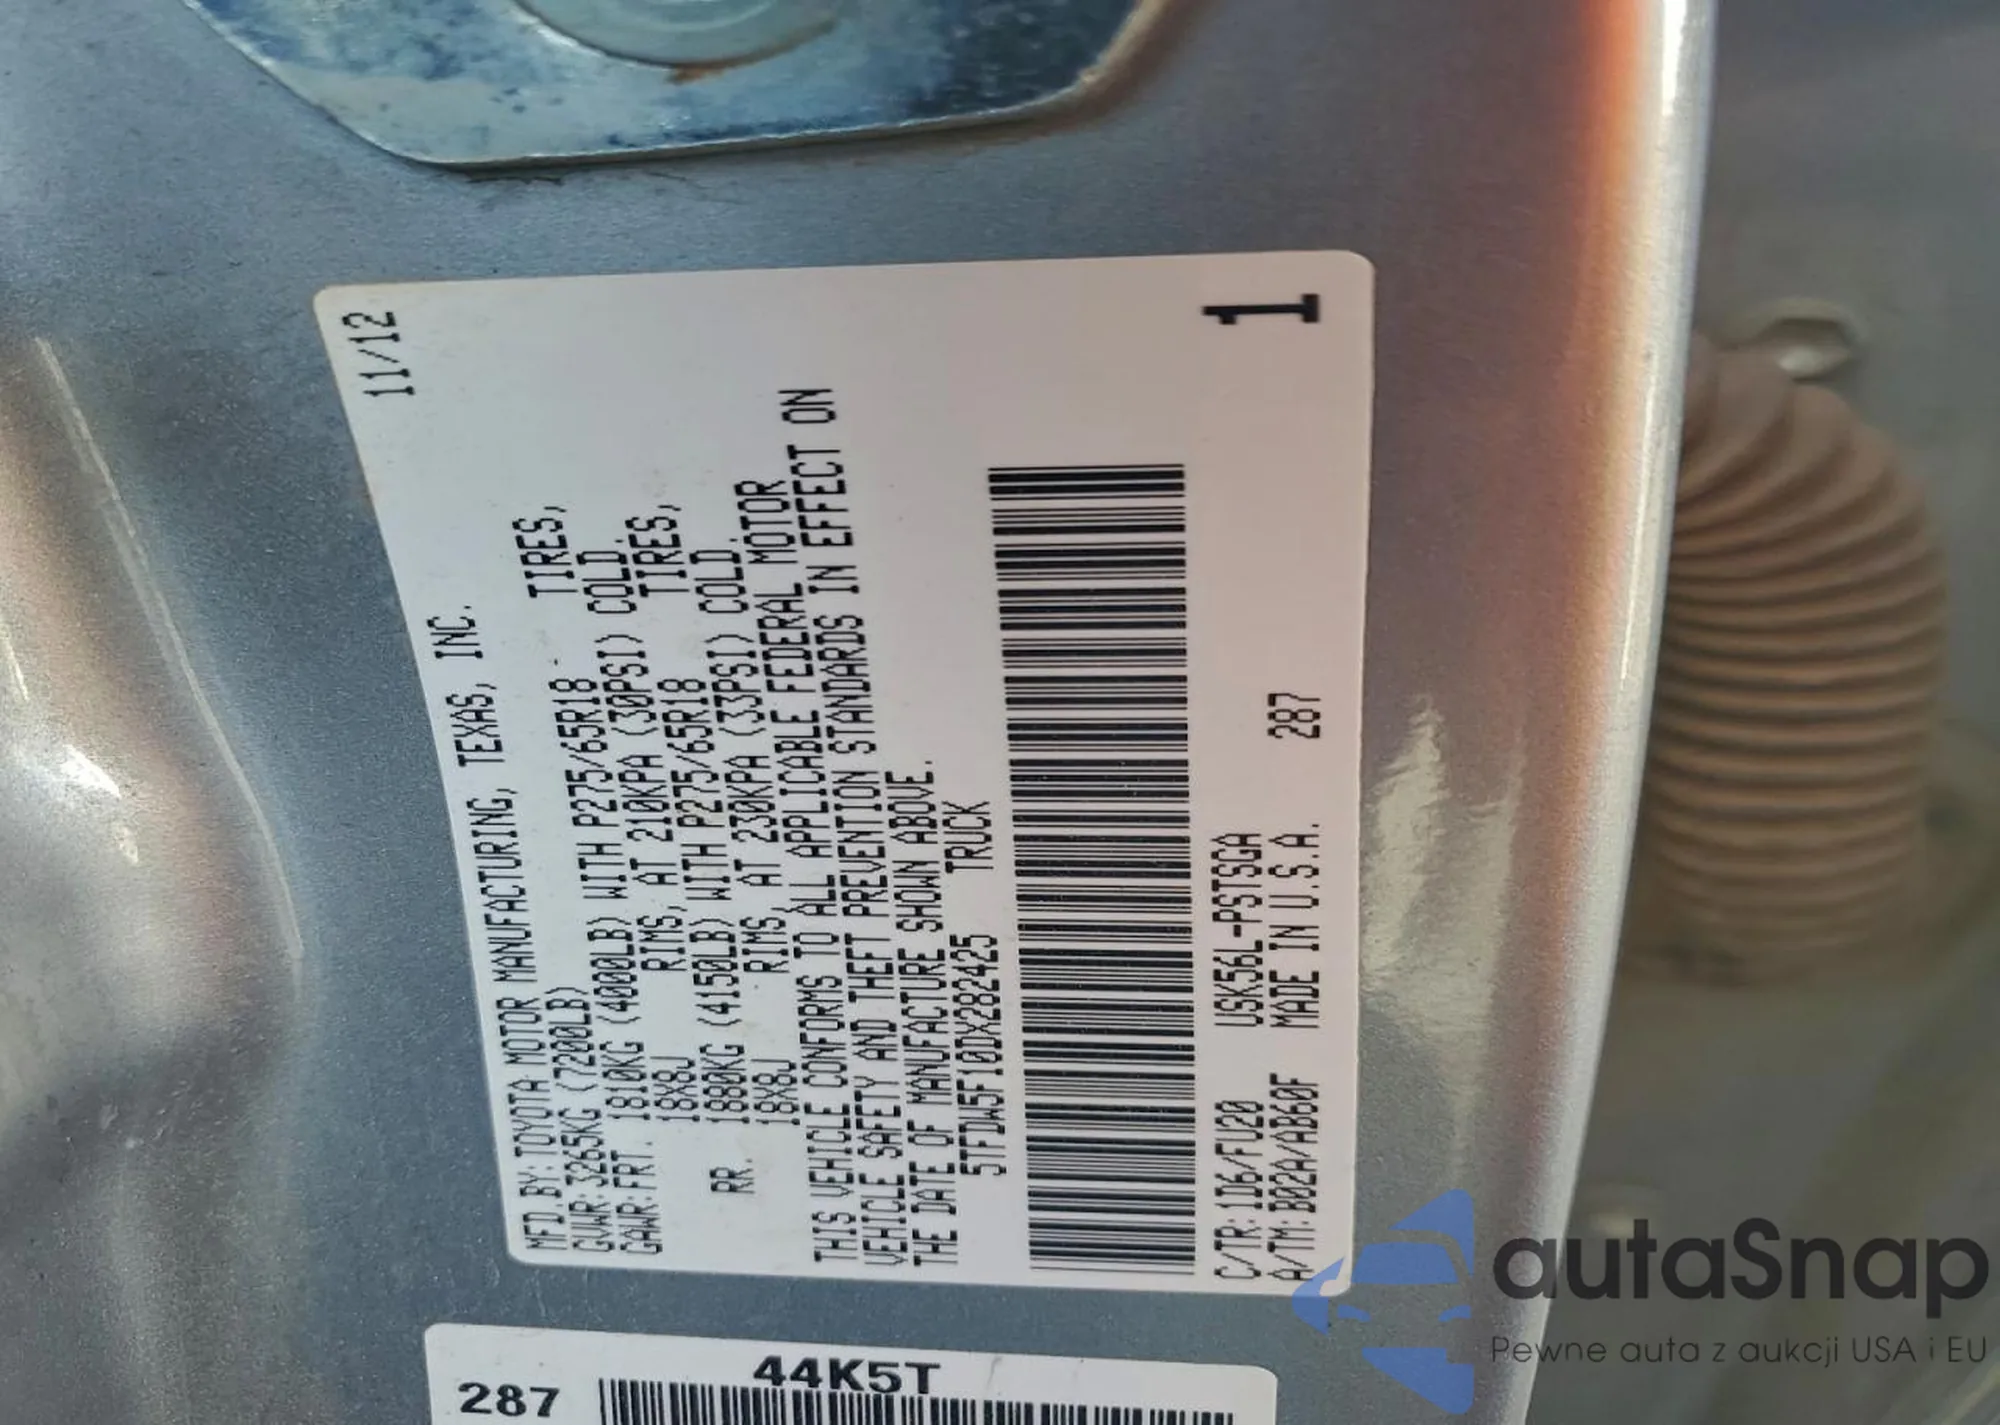 11/12
MFD.BY:TOYOTA MOTOR MANUFACTURING, TEXAS, INC.
GVWR:3265KG (7200LB)
GAWR:FRT. 1810KG (4000LB) WITH P275/65R18 TIRES,
18X8J RIMS, AT 210KPA (30PSI) COLD.
RR. 1880KG (4150LB) WITH P275/65R18 TIRES,
18X8J RIMS, AT 230KPA (33PSI) COLD.
THIS VEHICLE CONFORMS TO ALL APPLICABLE FEDERAL MOTOR
VEHICLE SAFETY AND THEFT PREVENTION STANDARDS IN EFFECT ON
THE DATE OF MANUFACTURE SHOWN ABOVE.
5TFDW5F10DX282425 TRUCK
C/TR:1D6/FU20 USK56L-PSTSGA
A/TM:B02A/AB60F MADE IN U.S.A. 287
1
44K5T
287
autaSnap
Pewne auta z aukcji USA i EU